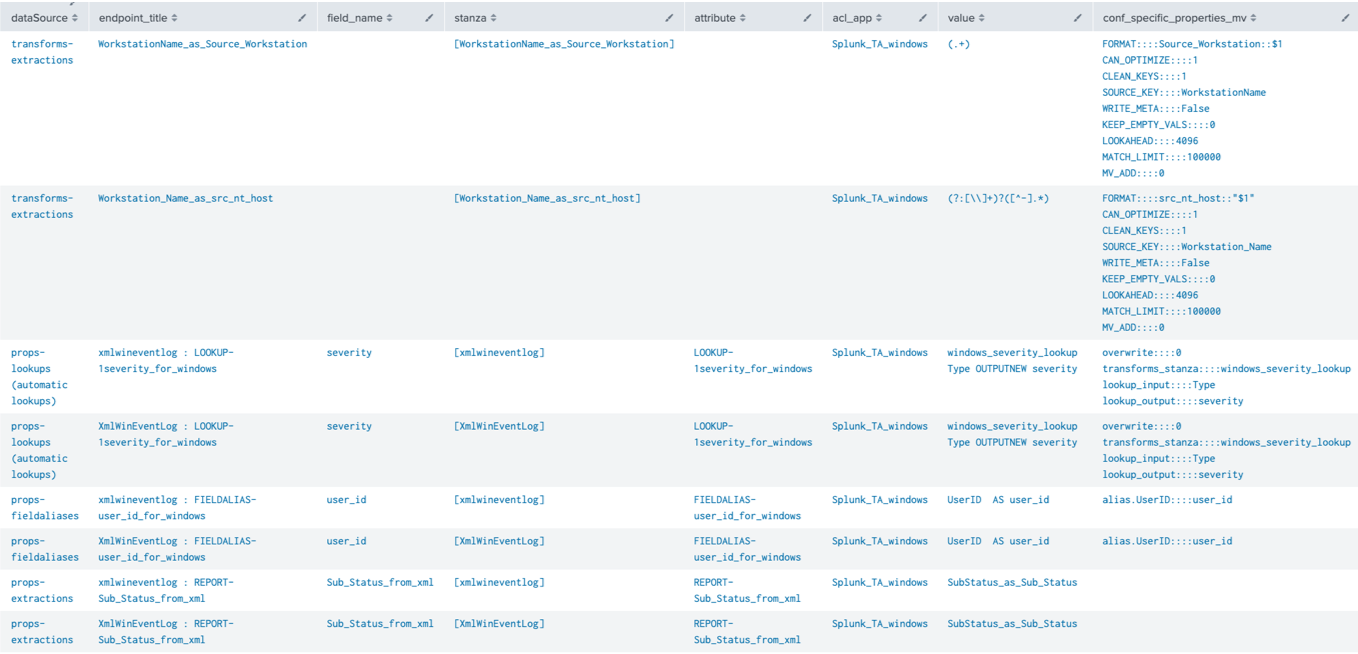 dataSource endpoint_title field_name stanza attribute acl_app value conf_specific_properties_mv
transforms- WorkstationName_as_Source_Workstation [WorkstationName_as_Source_Workstation] Splunk_TA_windows (.+) FORMAT::::Source_Workstation::$1
extractions CAN_OPTIMIZE::::1
CLEAN_KEYS::::1
SOURCE_KEY::::WorkstationName
WRITE_META::::False
KEEP_EMPTY_VALS::::0
LOOKAHEAD::::4096
MATCH_LIMIT::::100000
MV_ADD::::0
transforms- Workstation_Name_as_src_nt_host [Workstation_Name_as_src_nt_host] Splunk_TA_windows (?:[\\]+)?([^-].*) FORMAT::::src_nt_host::"$1"
extractions CAN_OPTIMIZE::::1
CLEAN_KEYS::::1
SOURCE_KEY::::Workstation_Name
WRITE_META::::False
KEEP_EMPTY_VALS::::0
LOOKAHEAD::::4096
MATCH_LIMIT::::100000
MV_ADD::::0
props- xmlwineventlog : LOOKUP- severity [xmlwineventlog] LOOKUP- Splunk_TA_windows windows_severity_lookup overwrite::::0
lookups 1severity_for_windows 1severity_for_windows Type OUTPUTNEW severity transforms_stanza::::windows_severity_lookup
(automatic lookup_input::::Type
lookups) lookup_output::::severity
props- XmlWinEventLog : LOOKUP- severity [XmlWinEventLog] LOOKUP- Splunk_TA_windows windows_severity_lookup overwrite::::0
lookups 1severity_for_windows 1severity_for_windows Type OUTPUTNEW severity transforms_stanza::::windows_severity_lookup
(automatic lookup_input::::Type
lookups) lookup_output::::severity
props- xmlwineventlog : FIELDALIAS- user_id [xmlwineventlog] FIELDALIAS- Splunk_TA_windows UserID  AS user_id alias.UserID::::user_id
fieldaliases user_id_for_windows user_id_for_windows
props- XmlWinEventLog : FIELDALIAS- user_id [XmlWinEventLog] FIELDALIAS- Splunk_TA_windows UserID  AS user_id alias.UserID::::user_id
fieldaliases user_id_for_windows user_id_for_windows
props- xmlwineventlog : REPORT- Sub_Status_from_xml [xmlwineventlog] REPORT- Splunk_TA_windows SubStatus_as_Sub_Status
extractions Sub_Status_from_xml Sub_Status_from_xml
props- XmlWinEventLog : REPORT- Sub_Status_from_xml [XmlWinEventLog] REPORT- Splunk_TA_windows SubStatus_as_Sub_Status
extractions Sub_Status_from_xml Sub_Status_from_xml